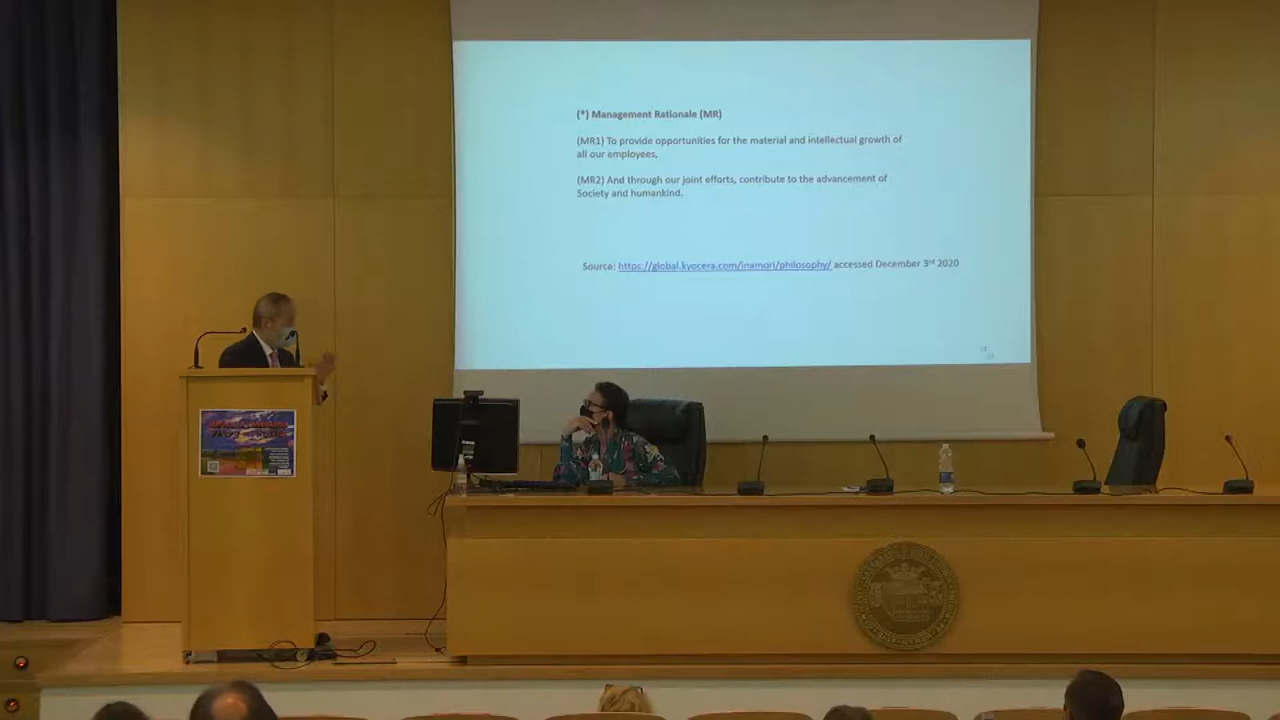 (*) Management Rationale (MR)
(MR1) To provide opportunities for the material and intellectual growth of
all our employees,
(MR2) And through our joint efforts, contribute to the advancement of
Society and humankind.
Source: https://global.kyocera.com/inamori/philosophy/ accessed December 3rd 2020